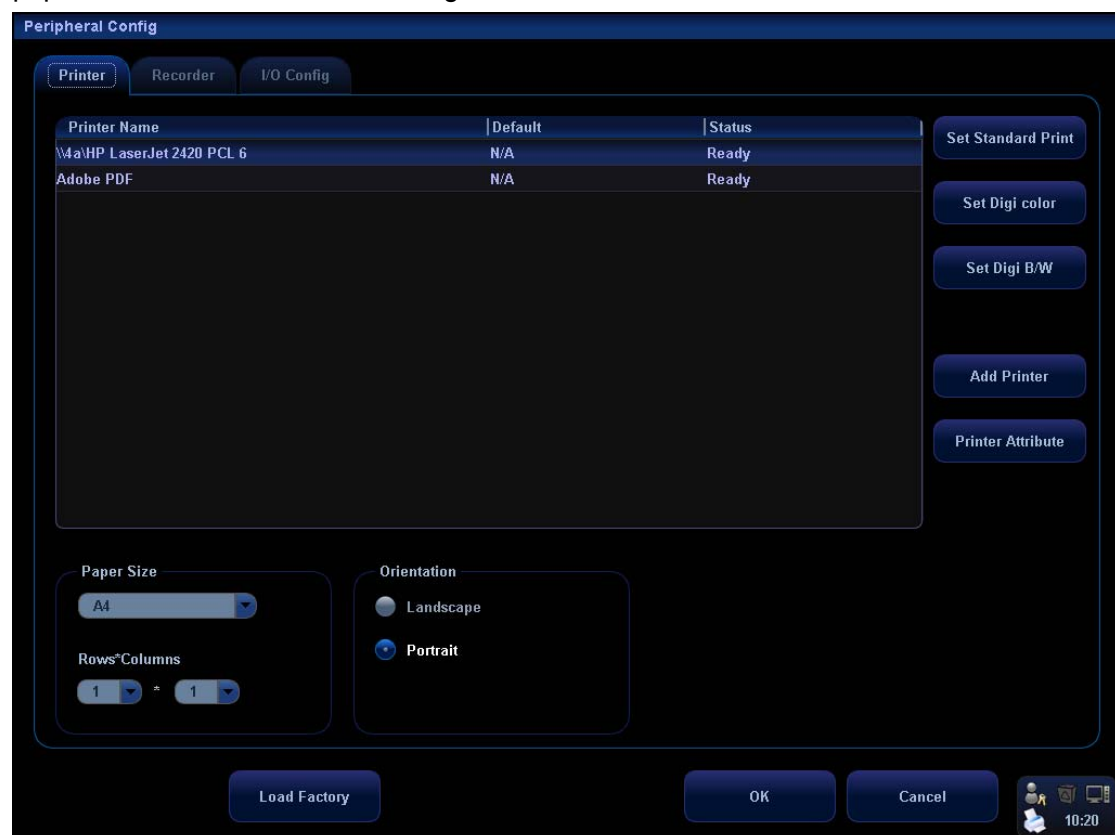 Peripheral Config
Printer Recorder I/O Config
Printer Name Default Status
\\4a\HP LaserJet 2420 PCL 6 N/A Ready
Adobe PDF N/A Ready
Set Standard Print
Set Digi color
Set Digi B/W
Add Printer
Printer Attribute
Paper Size
A4
Rows*Columns
1 * 1
Orientation
Landscape
Portrait
Load Factory OK Cancel
10:20